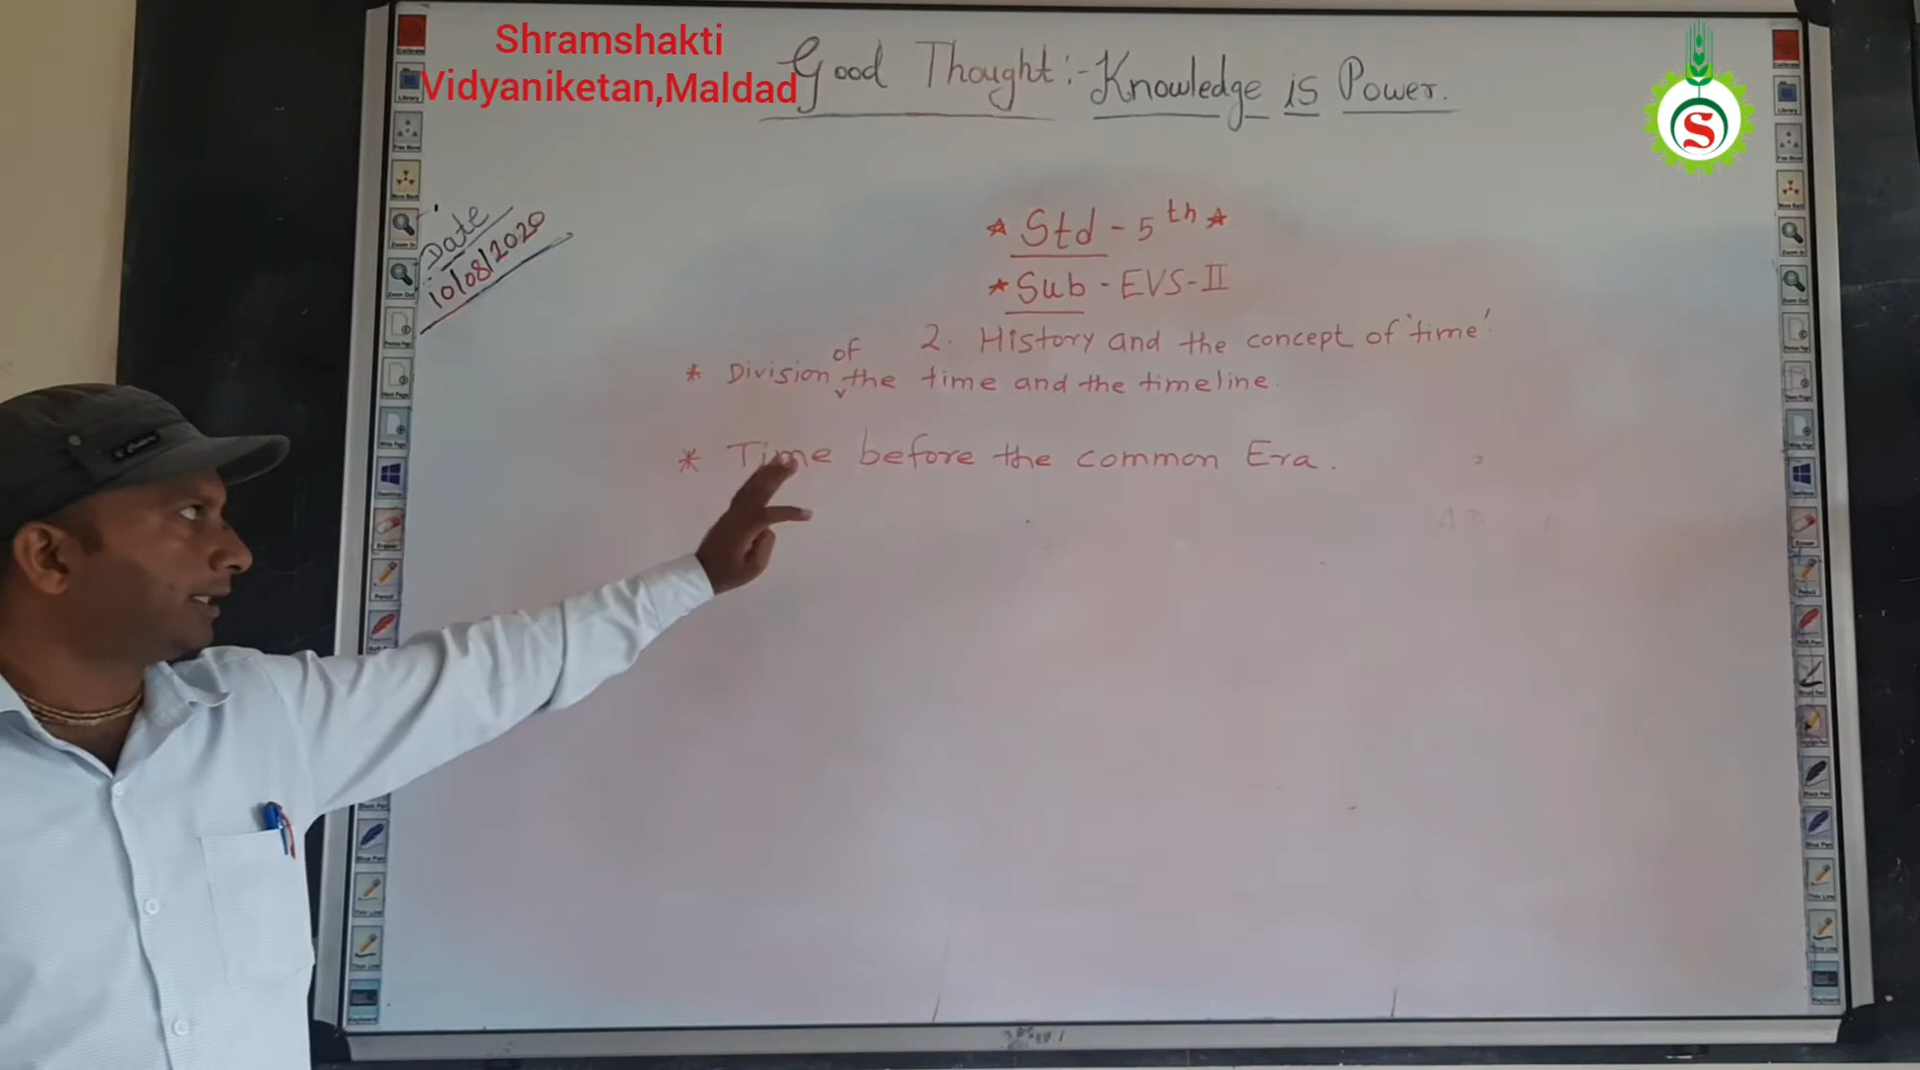 Shramshakti
Vidyaniketan,Maldad
Good Thought:- Knowledge is Power.
S
Date
10/08/2020
* Std - 5th *
* Sub - EVS-II
2. History and the concept of 'time'.
* Division of the time and the timeline.
* Time before the common Era.